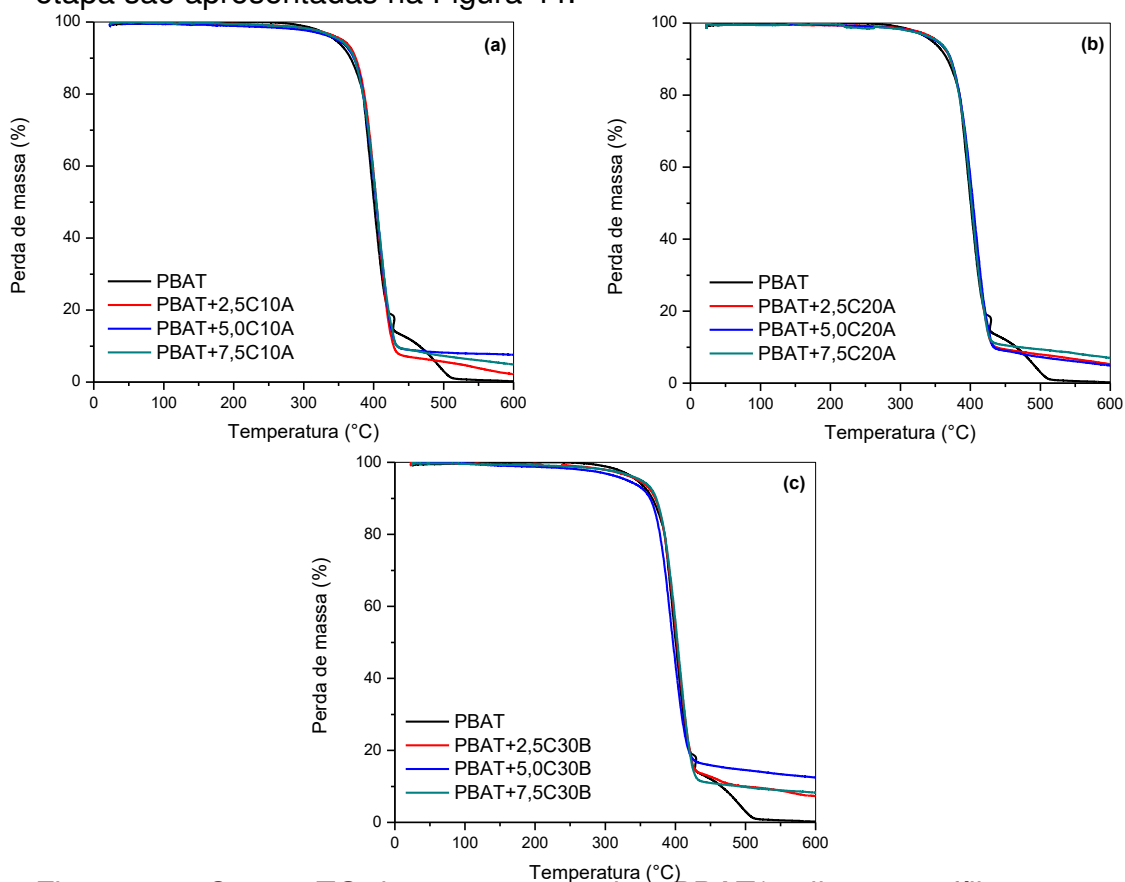 etapa são apresentadas na Figura 44.
(a)
100
80
60
40
20
0
Perda de massa (%)
PBAT
PBAT+2,5C10A
PBAT+5,0C10A
PBAT+7,5C10A
0 100 200 300 400 500 600
Temperatura (°C)
(b)
100
80
60
40
20
0
Perda de massa (%)
PBAT
PBAT+2,5C20A
PBAT+5,0C20A
PBAT+7,5C20A
0 100 200 300 400 500 600
Temperatura (°C)
(c)
100
80
60
40
20
0
Perda de massa (%)
PBAT
PBAT+2,5C30B
PBAT+5,0C30B
PBAT+7,5C30B
0 100 200 300 400 500 600
Temperatura (°C)